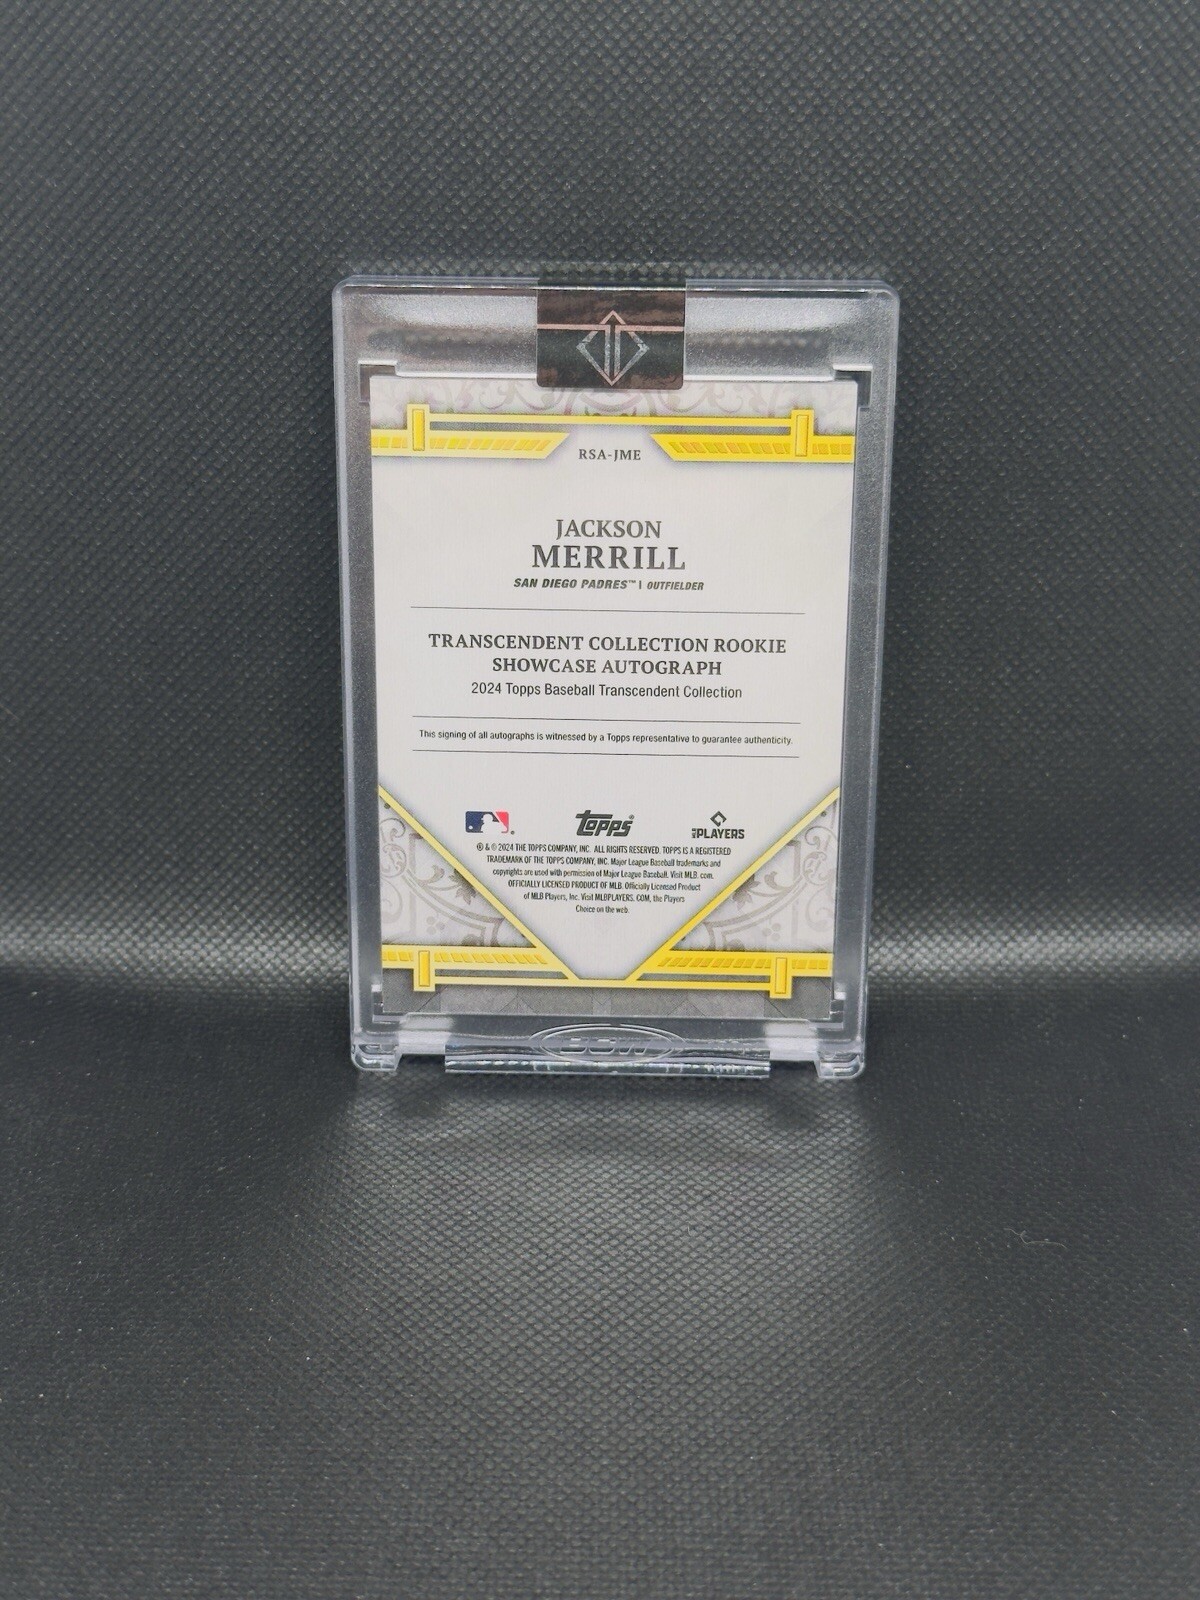 RSA-JME
JACKSON
MERRILL
SAN DIEGO PADRES™ | OUTFIELDER
TRANSCENDENT COLLECTION ROOKIE
SHOWCASE AUTOGRAPH
2024 Topps Baseball Transcendent Collection
This signing of all autographs is witnessed by a Topps representative to guarantee authenticity.
topps® PLAYERS
® & © 2024 THE TOPPS COMPANY, INC. ALL RIGHTS RESERVED. TOPPS IS A REGISTERED
TRADEMARK OF THE TOPPS COMPANY, INC. Major League Baseball trademarks and
copyrights are used with permission of Major League Baseball. Visit MLB. com.
OFFICIALLY LICENSED PRODUCT OF MLB. Officially Licensed Product
of MLB Players, Inc. Visit MLBPLAYERS. COM, the Players
Choice on the web.